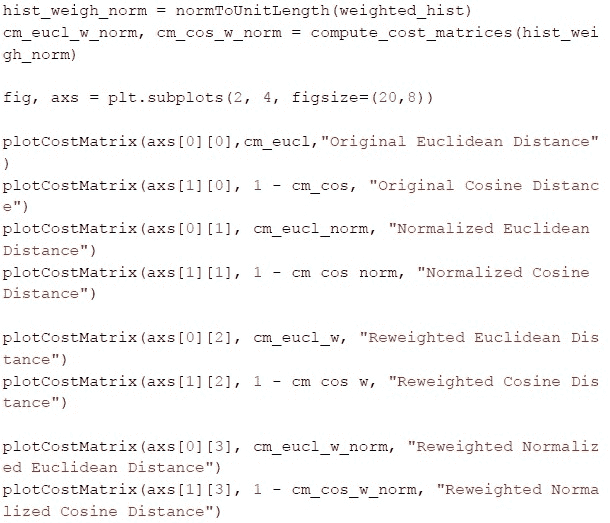 hist_weigh_norm = normToUnitLength(weighted_hist)
cm_eucl_w_norm, cm_cos_w_norm = compute_cost_matrices(hist_wei
gh_norm)
fig, axs = plt.subplots(2, 4, figsize=(20,8))
plotCostMatrix(axs[0][0],cm_eucl,"Original Euclidean Distance"
)
plotCostMatrix(axs[1][0], 1 - cm_cos, "Original Cosine Distanc
e")
plotCostMatrix(axs[0][1], cm_eucl_norm, "Normalized Euclidean
Distance")
plotCostMatrix(axs[1][1], 1 - cm cos norm, "Normalized Cosine
Distance")
plotCostMatrix(axs[0][2], cm_eucl_w, "Reweighted Euclidean Dis
tance")
plotCostMatrix(axs[1][2], 1 - cm cos w, "Reweighted Cosine Dis
tance")
plotCostMatrix(axs[0][3], cm_eucl_w_norm, "Reweighted Normaliz
ed Euclidean Distance")
plotCostMatrix(axs[1][3], 1 - cm_cos_w_norm, "Reweighted Norma
lized Cosine Distance")